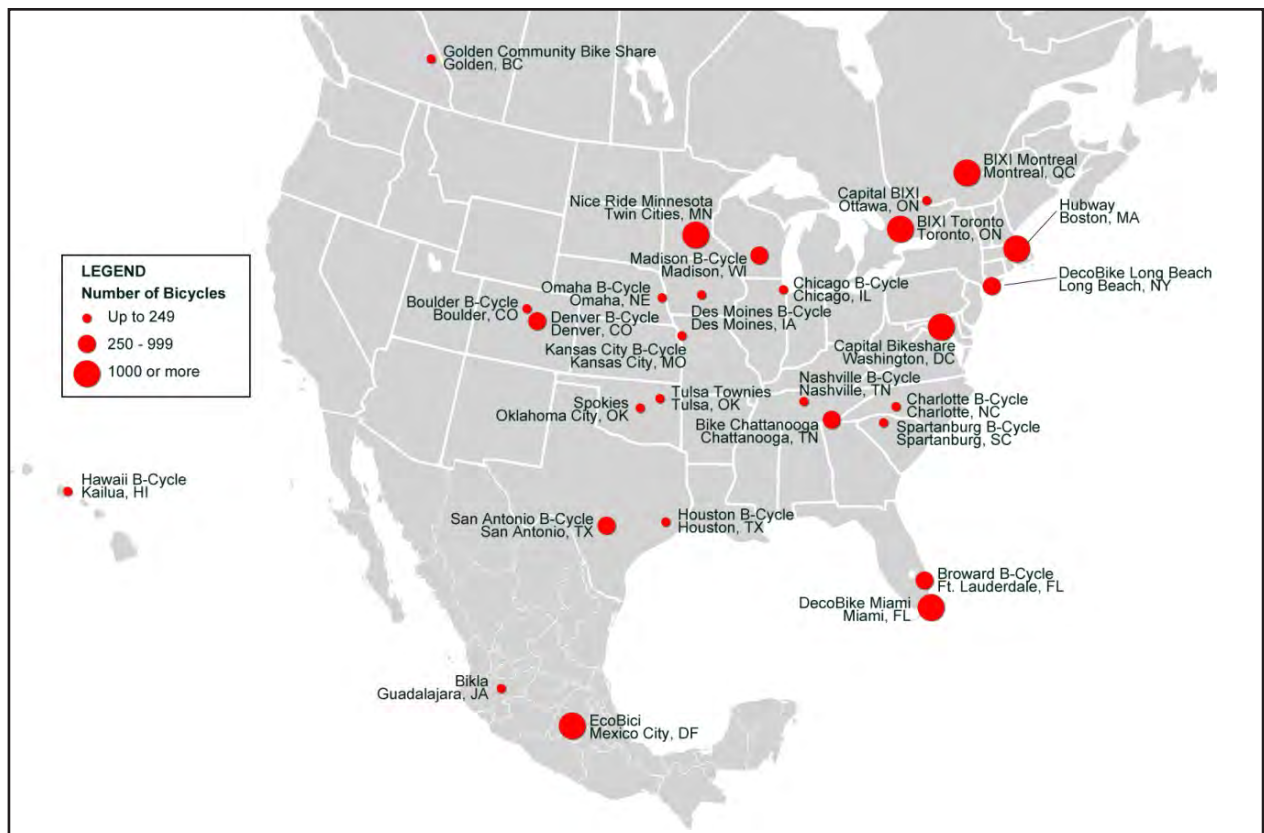 Golden Community Bike Share
Golden, BC
BIXI Montreal
Montreal, QC
Capital BIXI
Ottawa, ON
Hubway
Boston, MA
Nice Ride Minnesota
Twin Cities, MN
BIXI Toronto
Toronto, ON
Madison B-Cycle
Madison, WI
DecoBike Long Beach
Long Beach, NY
LEGEND
Number of Bicycles
Up to 249
250 - 999
1000 or more
Omaha B-Cycle
Omaha, NE
Chicago B-Cycle
Chicago, IL
Boulder B-Cycle
Boulder, CO
Des Moines B-Cycle
Des Moines, IA
Denver B-Cycle
Denver, CO
Kansas City B-Cycle
Kansas City, MO
Capital Bikeshare
Washington, DC
Nashville B-Cycle
Nashville, TN
Tulsa Townies
Tulsa, OK
Spokies
Oklahoma City, OK
Charlotte B-Cycle
Charlotte, NC
Bike Chattanooga
Chattanooga, TN
Spartanburg B-Cycle
Spartanburg, SC
Hawaii B-Cycle
Kailua, HI
San Antonio B-Cycle
San Antonio, TX
Houston B-Cycle
Houston, TX
Broward B-Cycle
Ft. Lauderdale, FL
DecoBike Miami
Miami, FL
Bikla
Guadalajara, JA
EcoBici
Mexico City, DF